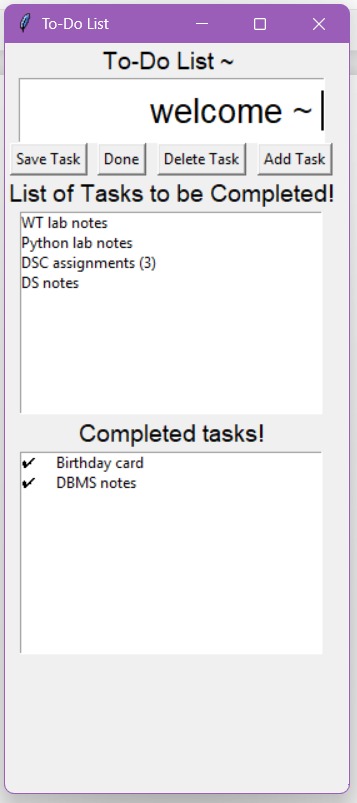 To-Do List
To-Do List ~
welcome ~
Save Task Done Delete Task Add Task
List of Tasks to be Completed!
WT lab notes
Python lab notes
DSC assignments (3)
DS notes
Completed tasks!
✔ Birthday card
✔ DBMS notes